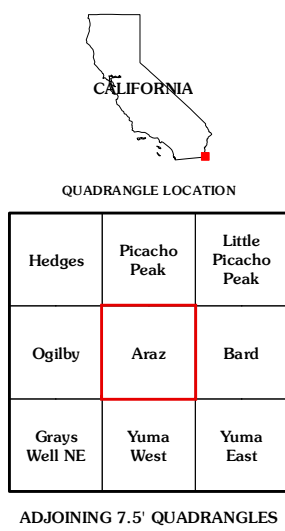 CALIFORNIA
QUADRANGLE LOCATION
Hedges
Picacho
Peak
Little
Picacho
Peak
Ogilby
Araz
Bard
Grays
Well NE
Yuma
West
Yuma
East
ADJOINING 7.5' QUADRANGLES